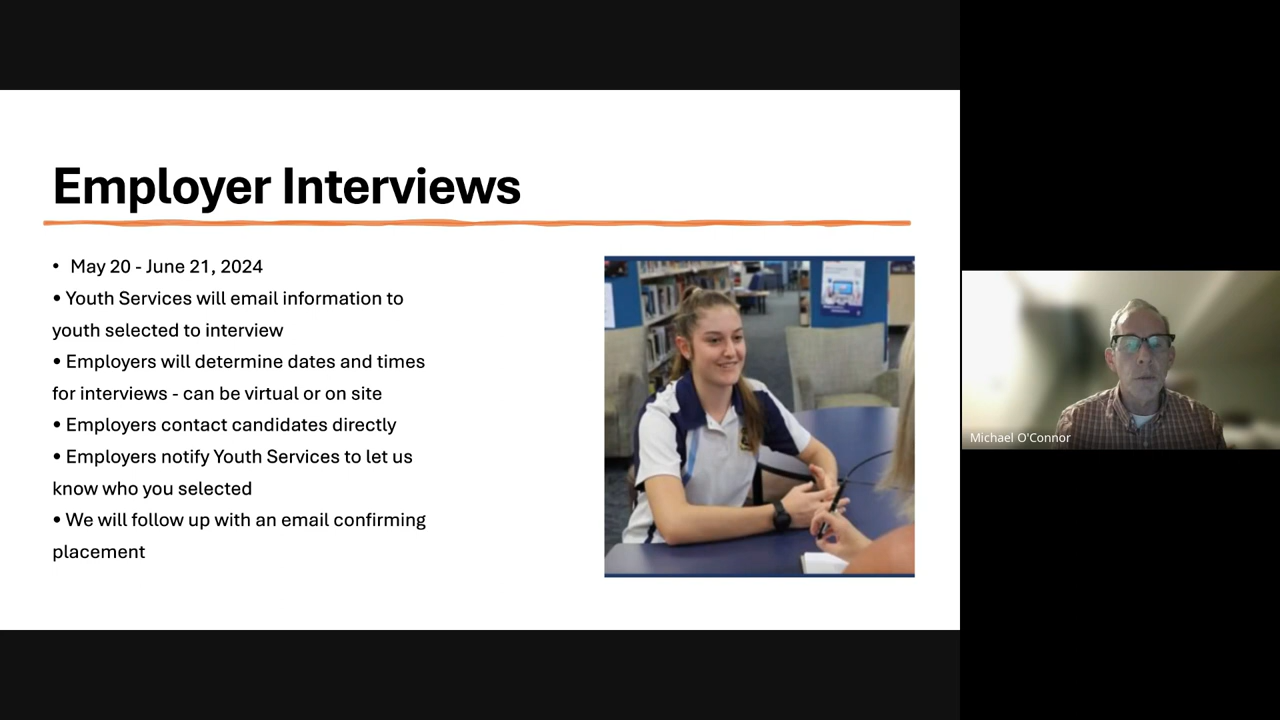 Employer Interviews
• May 20 - June 21, 2024
• Youth Services will email information to
youth selected to interview
• Employers will determine dates and times
for interviews - can be virtual or on site
• Employers contact candidates directly
• Employers notify Youth Services to let us
know who you selected
• We will follow up with an email confirming
placement
Michael O'Connor